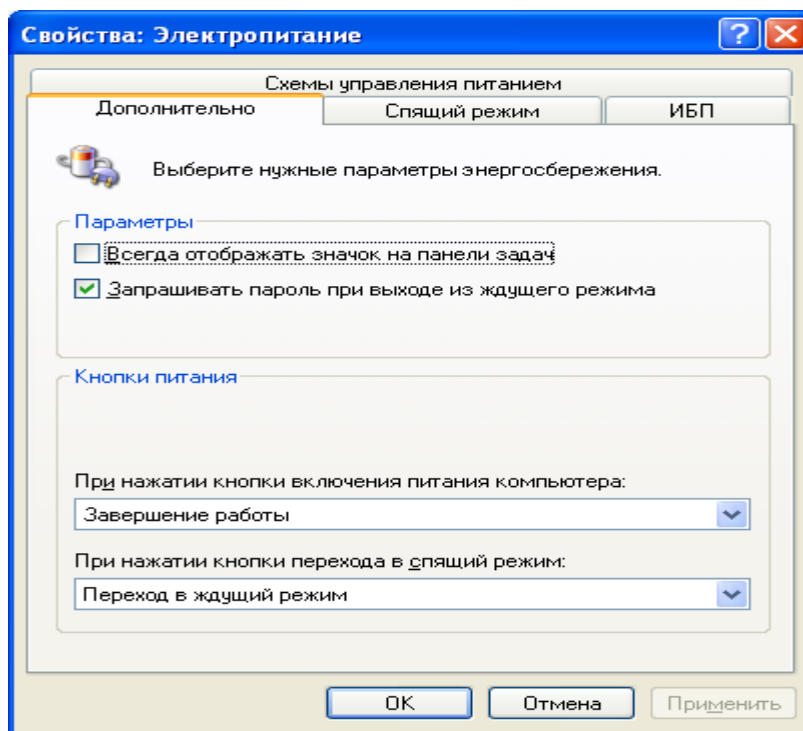 Свойства: Электропитание
Схемы управления питанием
Дополнительно Спящий режим ИБП
Выберите нужные параметры энергосбережения.
Параметры
Всегда отображать значок на панели задач
Запрашивать пароль при выходе из ждущего режима
Кнопки питания
При нажатии кнопки включения питания компьютера:
Завершение работы
При нажатии кнопки перехода в спящий режим:
Переход в ждущий режим
ОК Отмена Применить